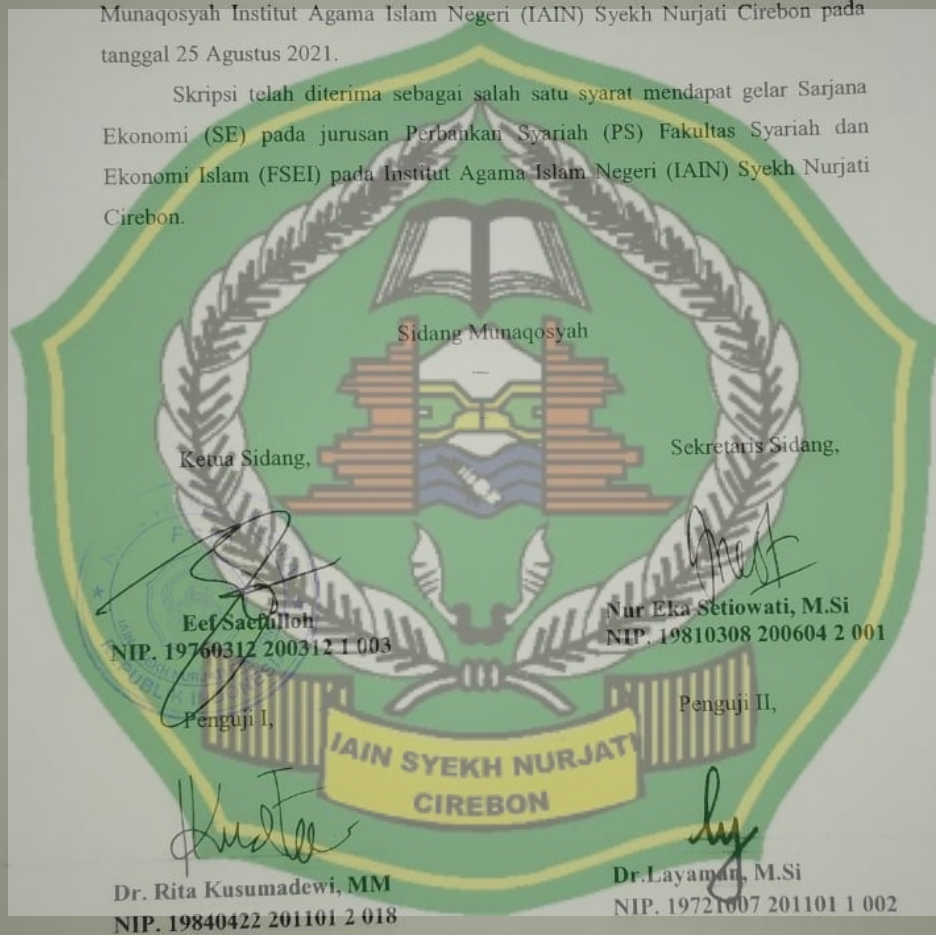 Munaqosyah Institut Agama Islam Negeri (IAIN) Syekh Nurjati Cirebon pada
tanggal 25 Agustus 2021.
Skripsi telah diterima sebagai salah satu syarat mendapat gelar Sarjana
Ekonomi (SE) pada jurusan Perbankan Syariah (PS) Fakultas Syariah dan
Ekonomi Islam (FSEI) pada Institut Agama Islam Negeri (IAIN) Syekh Nurjati
Cirebon.
Sidang Munaqosyah
Ketua Sidang,
Sekretaris Sidang,
Eef Saefulloh
NIP. 19760312 200312 1 003
Nur Eka Setiowati, M.Si
NIP. 19810308 200604 2 001
REPUBLIK
Penguji I,
Penguji II,
IAIN SYEKH NURJATI
CIREBON
Dr. Rita Kusumadewi, MM
NIP. 19840422 201101 2 018
Dr.Layaman, M.Si
NIP. 19721007 201101 1 002